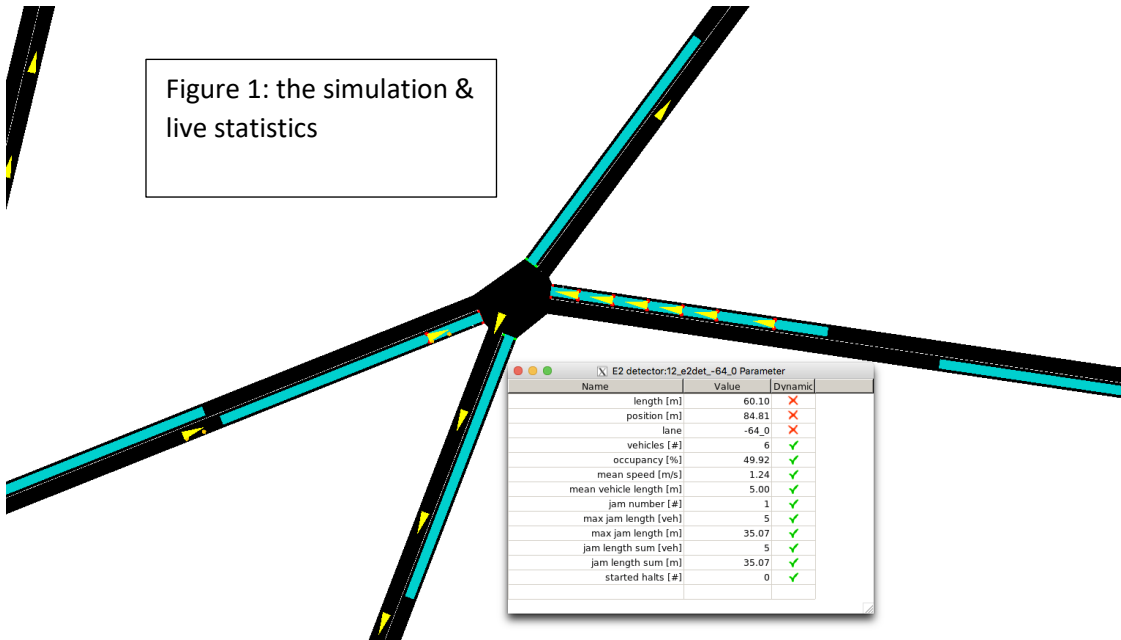 Figure 1: the simulation &
live statistics
X E2 detector:12_e2det_-64_0 Parameter
Name Value Dynamic
length [m] 60.10
position [m] 84.81
lane -64_0
vehicles [#] 6
occupancy [%] 49.92
mean speed [m/s] 1.24
mean vehicle length [m] 5.00
jam number [#] 1
max jam length [veh] 5
max jam length [m] 35.07
jam length sum [veh] 5
jam length sum [m] 35.07
started halts [#] 0